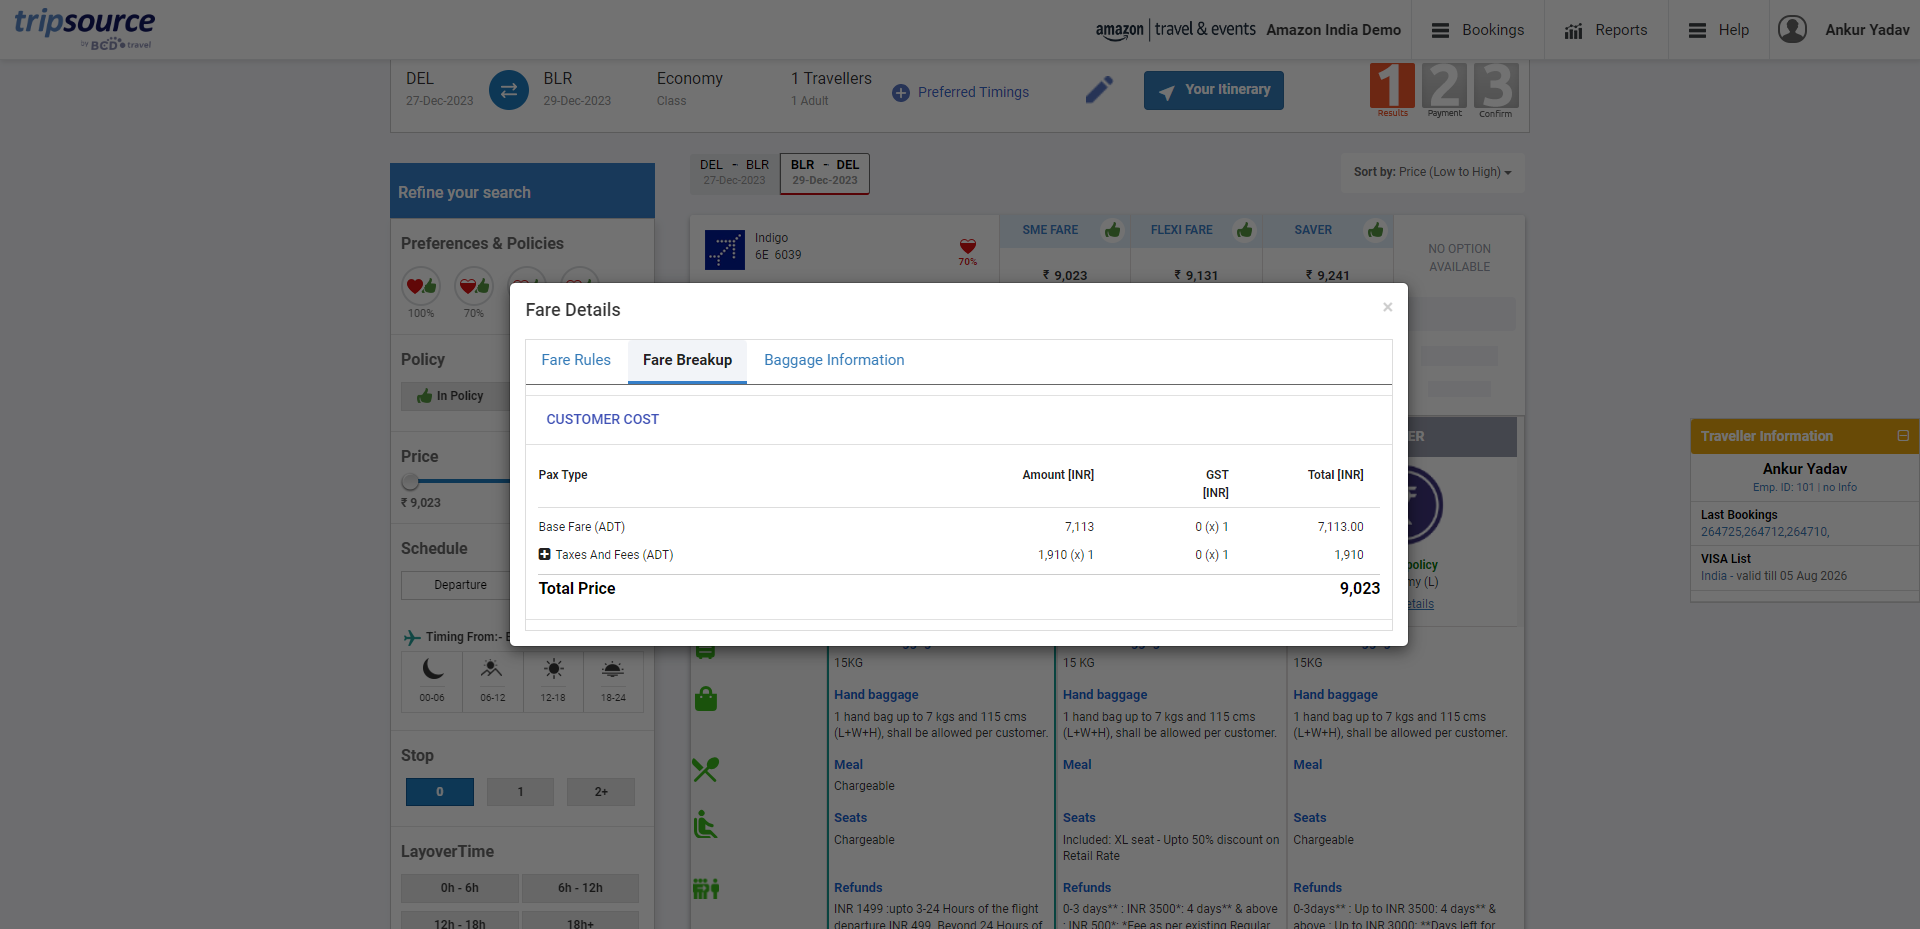 tripsource
by BCD travel
amazon | travel & events Amazon India Demo
Bookings
Reports
Help
Ankur Yadav
DEL
27-Dec-2023
BLR
29-Dec-2023
Economy
Class
1 Travellers
1 Adult
Preferred Timings
Your Itinerary
1 Results
2 Payment
3 Confirm
Refine your search
DEL - BLR
27-Dec-2023
BLR - DEL
29-Dec-2023
Sort by: Price (Low to High)
Preferences & Policies
100%
70%
Indigo
6E 6039
70%
SME FARE
FLEXI FARE
SAVER
₹ 9,023
₹ 9,131
₹ 9,241
NO OPTION
AVAILABLE
Policy
In Policy
Price
₹ 9,023
Schedule
Departure
Timing From:-
00-06
06-12
12-18
18-24
Stop
0
1
2+
LayoverTime
0h - 6h
6h - 12h
12h - 18h
18h+
Fare Details
×
Fare Rules
Fare Breakup
Baggage Information
CUSTOMER COST
Pax Type
Amount [INR]
GST
[INR]
Total [INR]
Base Fare (ADT)
7,113
0 (x) 1
7,113.00
Taxes And Fees (ADT)
1,910 (x) 1
0 (x) 1
1,910
Total Price
9,023
ER
policy
my (L)
etails
15KG
15 KG
15KG
Hand baggage
1 hand bag up to 7 kgs and 115 cms
(L+W+H), shall be allowed per customer.
Hand baggage
1 hand bag up to 7 kgs and 115 cms
(L+W+H), shall be allowed per customer.
Hand baggage
1 hand bag up to 7 kgs and 115 cms
(L+W+H), shall be allowed per customer.
Meal
Chargeable
Meal
Meal
Seats
Chargeable
Seats
Included: XL seat - Upto 50% discount on
Retail Rate
Seats
Chargeable
Refunds
INR 1499 :upto 3-24 Hours of the flight
departure INR 499, Beyond 24 Hours of
Refunds
0-3 days** : INR 3500*: 4 days** & above
: INR 500*: *Fee as per existing Regular
Refunds
0-3days** : Up to INR 3500: 4 days** &
above : Up to INR 3000: **Days left for
Traveller Information
Ankur Yadav
Emp. ID: 101 | no Info
Last Bookings
264725,264712,264710,
VISA List
India - valid till 05 Aug 2026